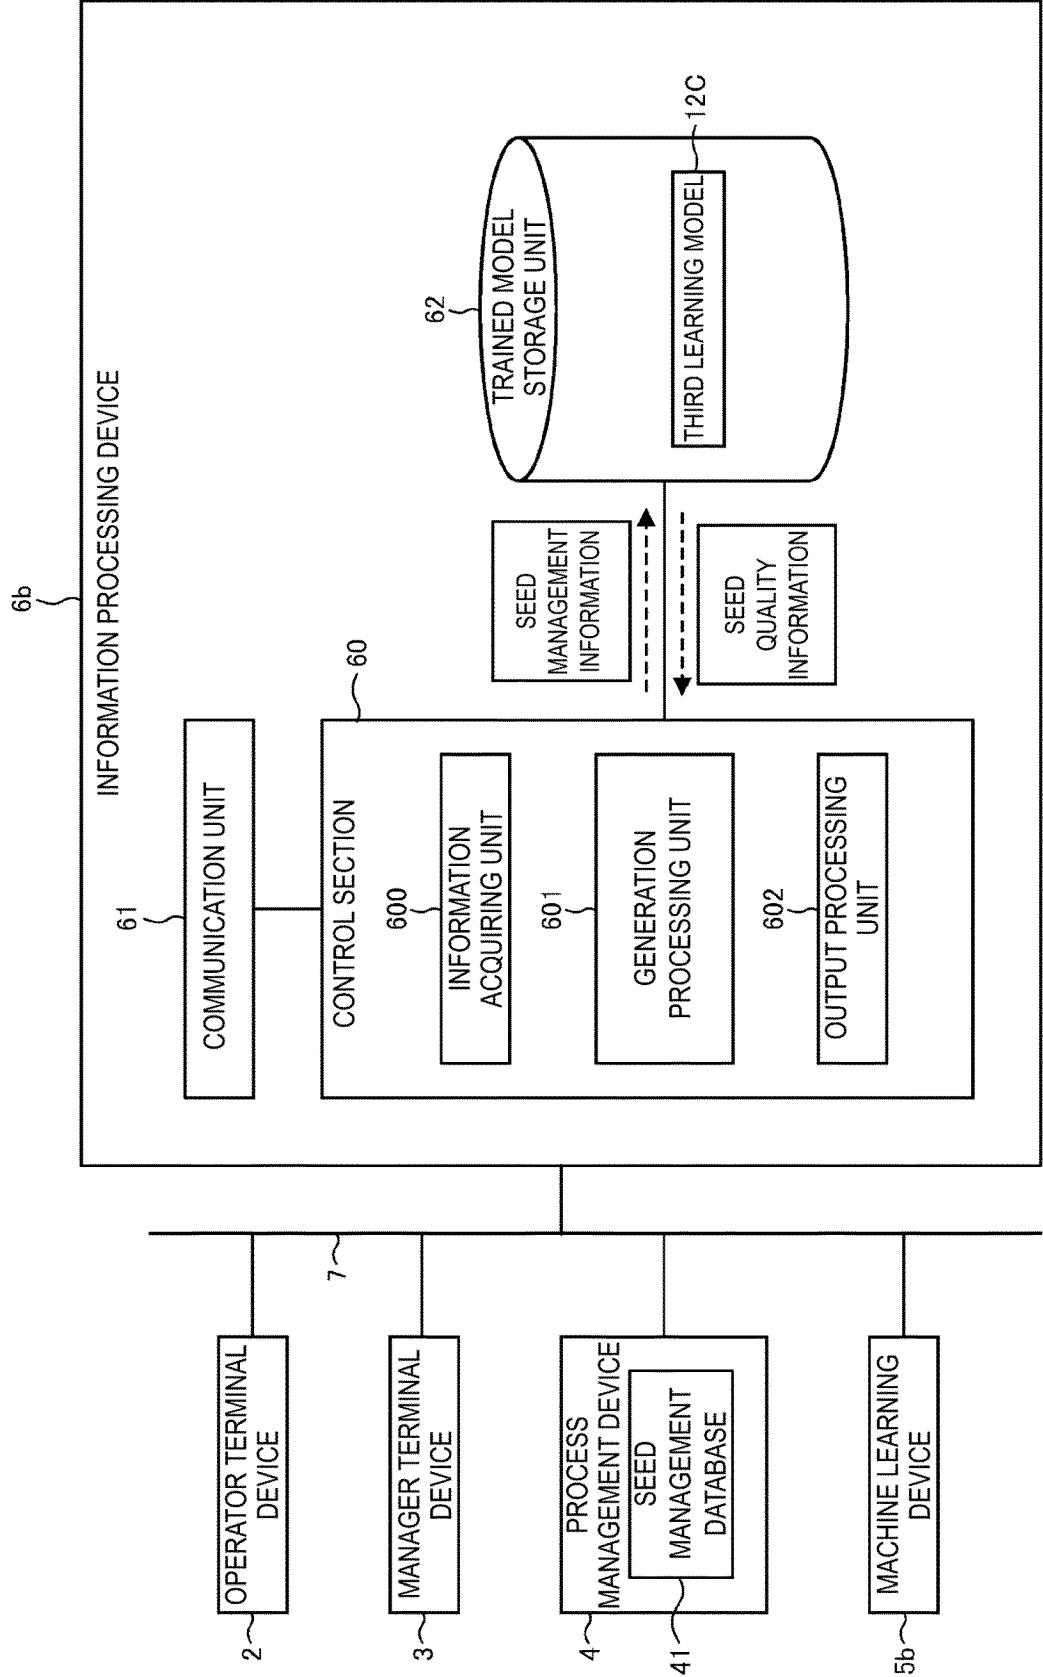 6b
INFORMATION PROCESSING DEVICE
61
COMMUNICATION UNIT
60
CONTROL SECTION
600
INFORMATION
ACQUIRING UNIT
601
GENERATION
PROCESSING UNIT
602
OUTPUT PROCESSING
UNIT
SEED
MANAGEMENT
INFORMATION
SEED
QUALITY
INFORMATION
62
TRAINED MODEL
STORAGE UNIT
THIRD LEARNING MODEL
12C
7
2
OPERATOR TERMINAL
DEVICE
3
MANAGER TERMINAL
DEVICE
4
PROCESS
MANAGEMENT DEVICE
41
SEED
MANAGEMENT
DATABASE
5b
MACHINE LEARNING
DEVICE